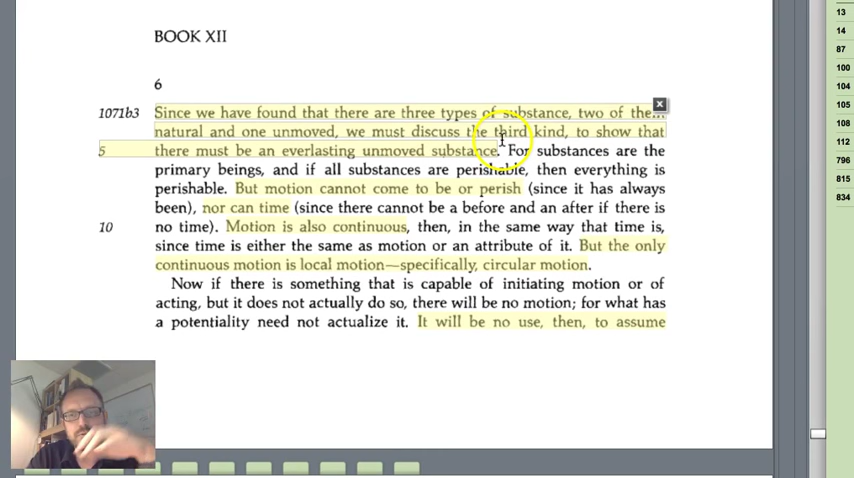 BOOK XII
6
1071b3 Since we have found that there are three types of substance, two of them
natural and one unmoved, we must discuss the third kind, to show that
5 there must be an everlasting unmoved substance. For substances are the
primary beings, and if all substances are perishable, then everything is
perishable. But motion cannot come to be or perish (since it has always
been), nor can time (since there cannot be a before and an after if there is
10 no time). Motion is also continuous, then, in the same way that time is,
since time is either the same as motion or an attribute of it. But the only
continuous motion is local motion—specifically, circular motion.
Now if there is something that is capable of initiating motion or of
acting, but it does not actually do so, there will be no motion; for what has
a potentiality need not actualize it. It will be no use, then, to assume
13
14
87
100
104
105
108
112
796
815
834